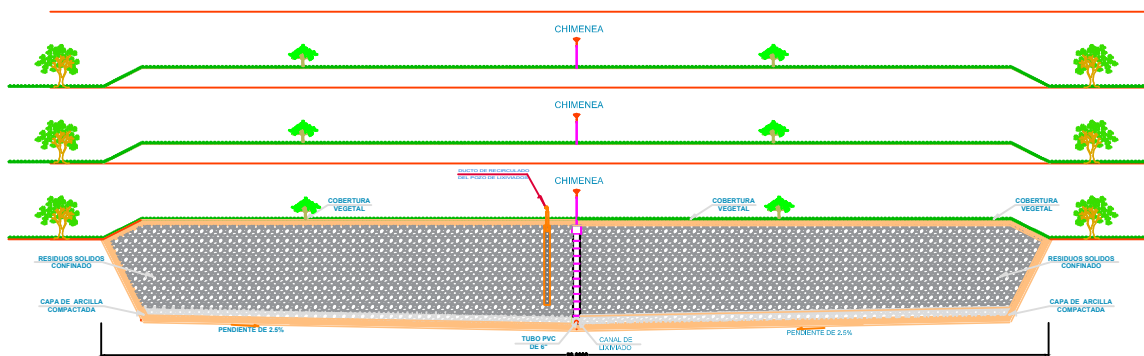 CHIMENEA
CHIMENEA
DUCTO DE RECIRCULADO
DEL POZO DE LIXIVIADOS
CHIMENEA
COBERTURA
VEGETAL
COBERTURA
VEGETAL
COBERTURA
VEGETAL
RESIDUOS SOLIDOS
CONFINADO
RESIDUOS SOLIDOS
CONFINADO
CAPA DE ARCILLA
COMPACTADA
CAPA DE ARCILLA
COMPACTADA
PENDIENTE DE 2.5%
TUBO PVC
DE 6"
CANAL DE
LIXIVIADO
PENDIENTE DE 2.5%